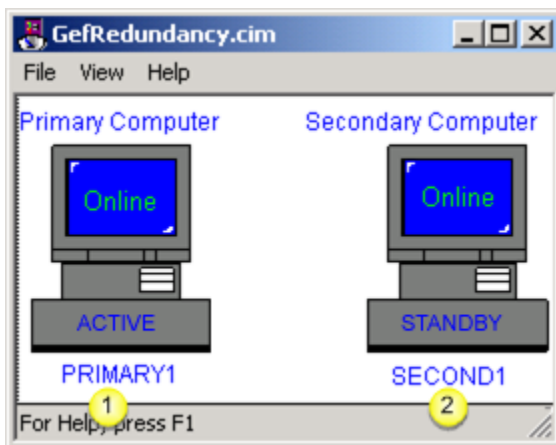 GefRedundancy.cim
File View Help
Primary Computer Secondary Computer
Online Online
ACTIVE STANDBY
PRIMARY1 SECOND1
1 2
For Help, press F1